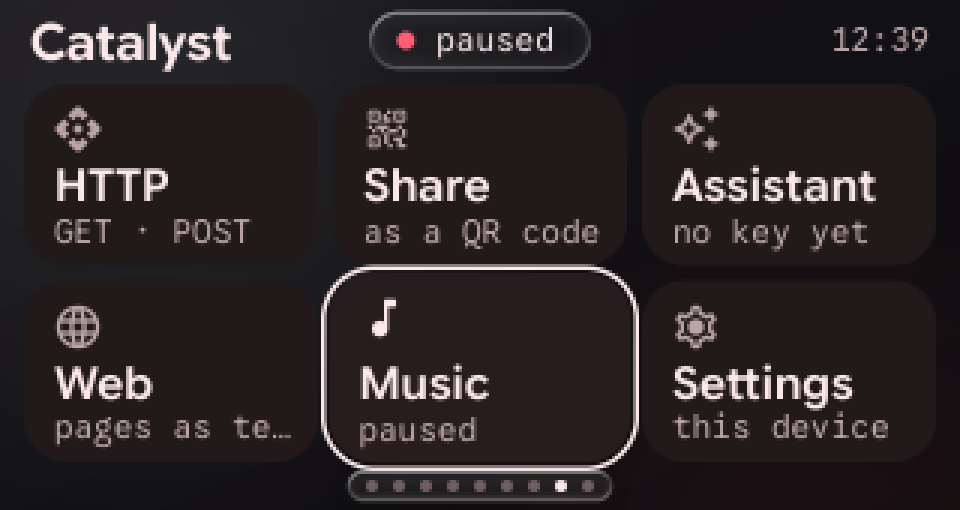 Catalyst
paused
12:39
HTTP
GET · POST
Share
as a QR code
Assistant
no key yet
Web
pages as te…
Music
paused
Settings
this device